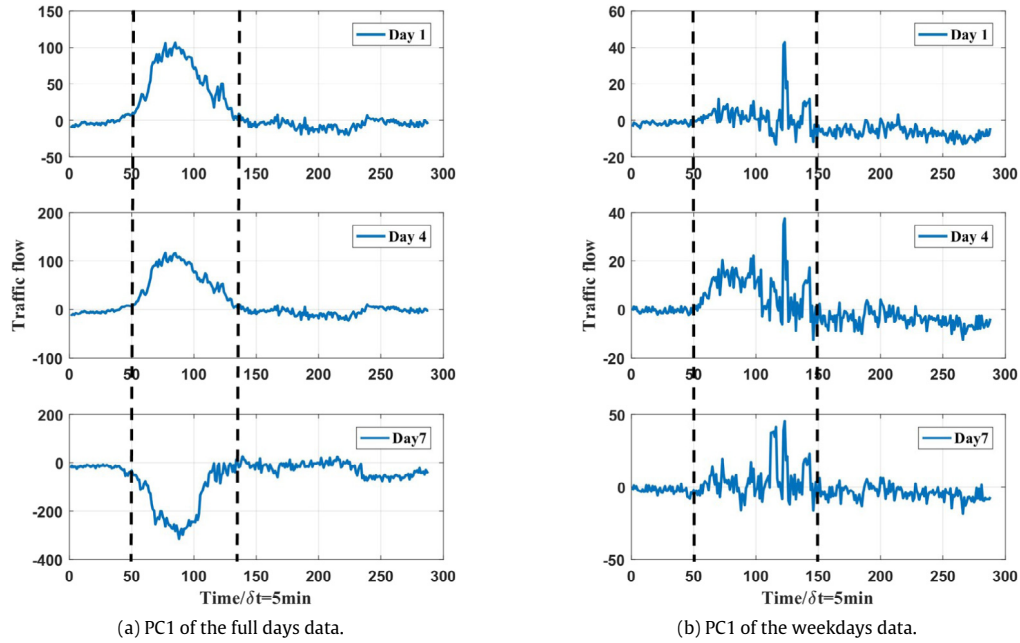 150
100
50
0
-50
0 50 100 150 200 250 300
Day 1
200
100
0
-100
0 50 100 150 200 250 300
Day 4
Traffic flow
200
0
-200
-400
0 50 100 150 200 250 300
Day7
Time/δt=5min
(a) PC1 of the full days data.
60
40
20
0
-20
0 50 100 150 200 250 300
Day 1
40
20
0
-20
0 50 100 150 200 250 300
Day 4
Traffic flow
50
0
-50
0 50 100 150 200 250 300
Day7
Time/δt=5min
(b) PC1 of the weekdays data.